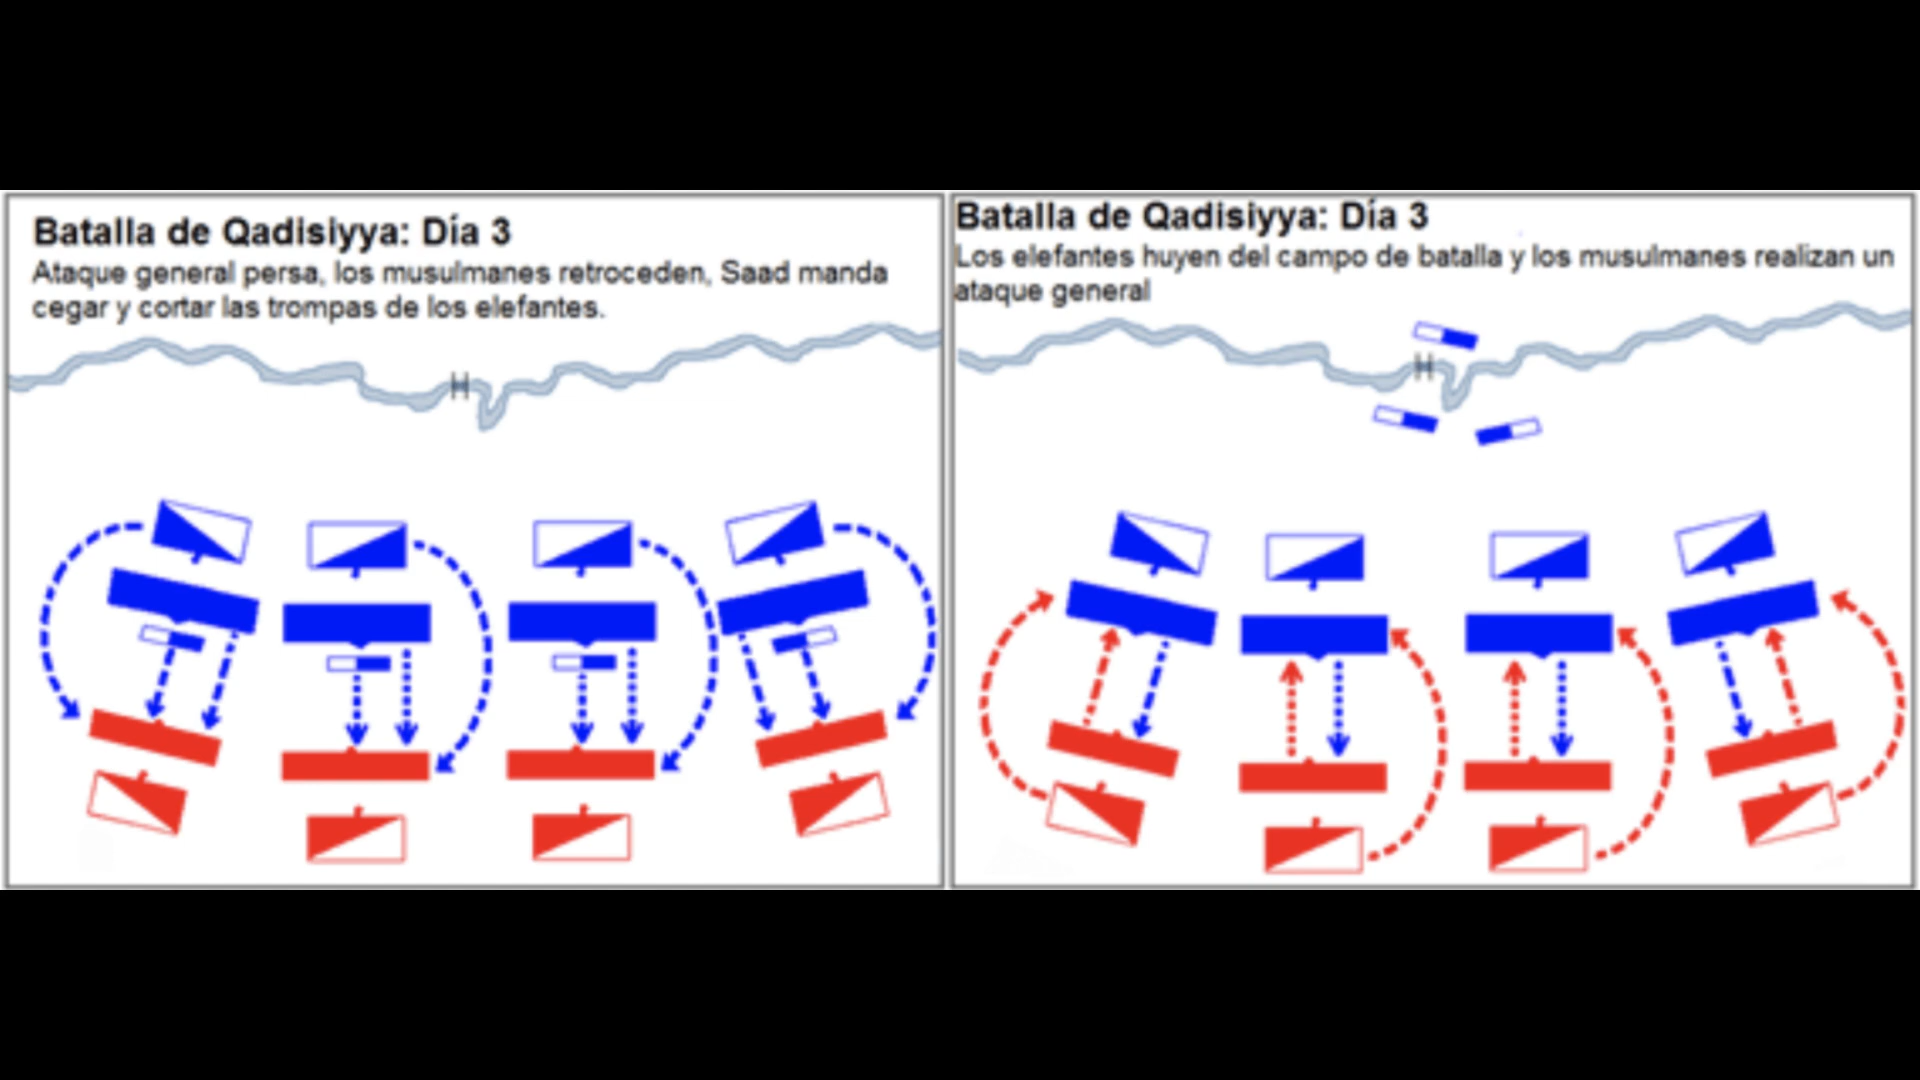 Batalla de Qadisiyya: Día 3
Ataque general persa, los musulmanes retroceden, Saad manda
cegar y cortar las trompas de los elefantes.
Batalla de Qadisiyya: Día 3
Los elefantes huyen del campo de batalla y los musulmanes realizan un
ataque general